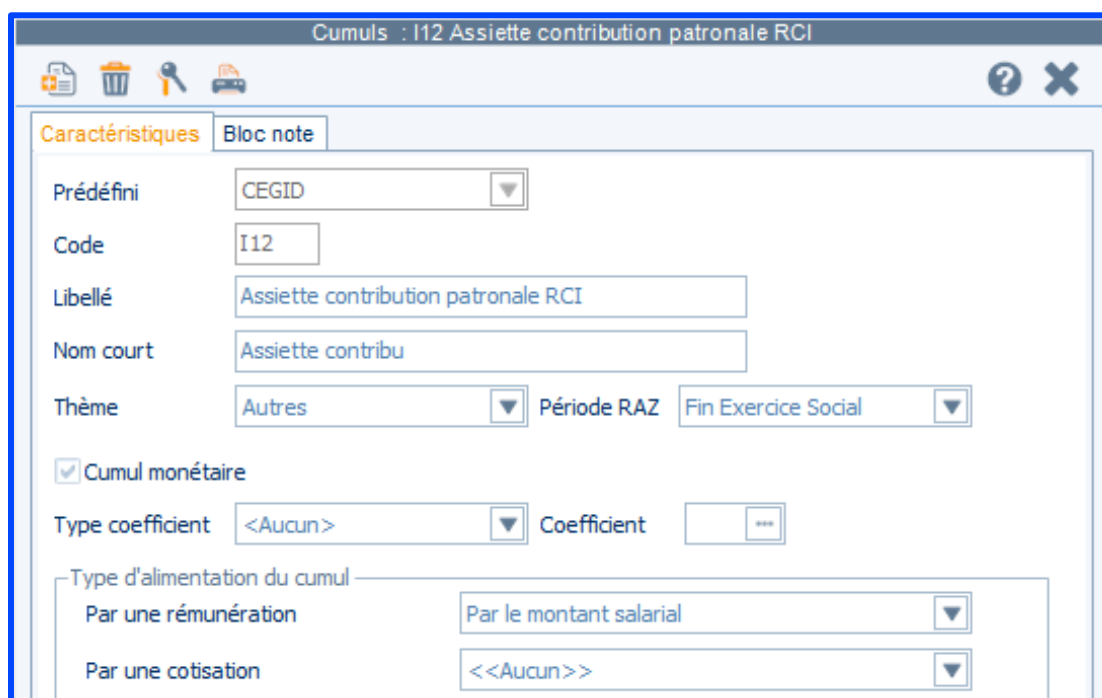 Cumuls : I12 Assiette contribution patronale RCI
Caractéristiques Bloc note
Prédéfini CEGID
Code I12
Libellé Assiette contribution patronale RCI
Nom court Assiette contribu
Thème Autres Période RAZ Fin Exercice Social
Cumul monétaire
Type coefficient <Aucun> Coefficient ...
Type d'alimentation du cumul
Par une rémunération Par le montant salarial
Par une cotisation <<Aucun>>